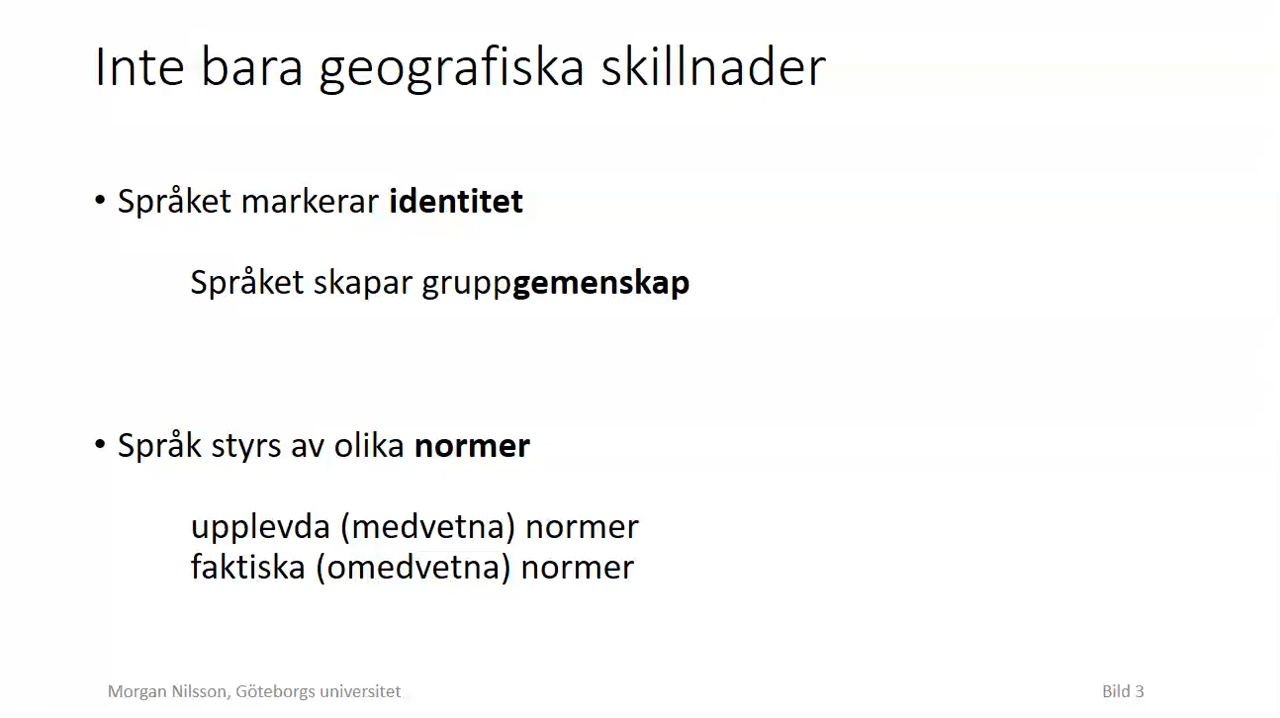 Inte bara geografiska skillnader
• Språket markerar identitet
Språket skapar gruppgemenskap
• Språk styrs av olika normer
upplevda (medvetna) normer
faktiska (omedvetna) normer
Morgan Nilsson, Göteborgs universitet
Bild 3